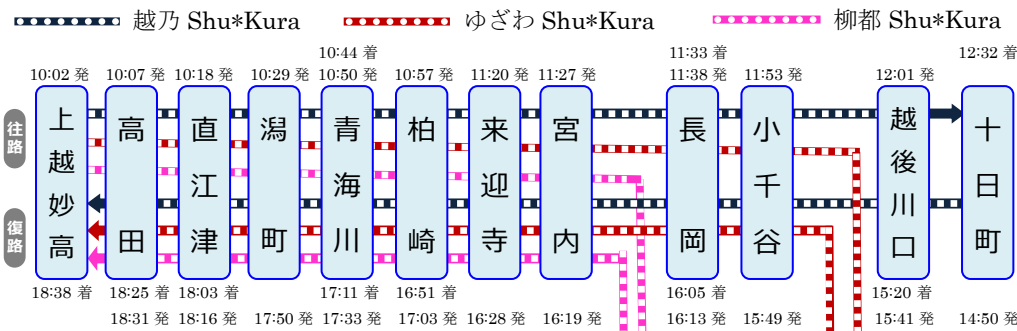 越乃 Shu*Kura ゆざわ Shu*Kura 柳都 Shu*Kura
10:44 着 11:33 着 12:32 着
10:02 発 10:07 発 10:18 発 10:29 発 10:50 発 10:57 発 11:20 発 11:27 発 11:38 発 11:53 発 12:01 発
往路
復路
上越妙高
高田
直江津
潟町
青海川
柏崎
来迎寺
宮内
長岡
小千谷
越後川口
十日町
18:38 着 18:25 着 18:03 着 17:11 着 16:51 着 16:05 着 15:20 着
18:31 発 18:16 発 17:50 発 17:33 発 17:03 発 16:28 発 16:19 発 16:13 発 15:49 発 15:41 発 14:50 発